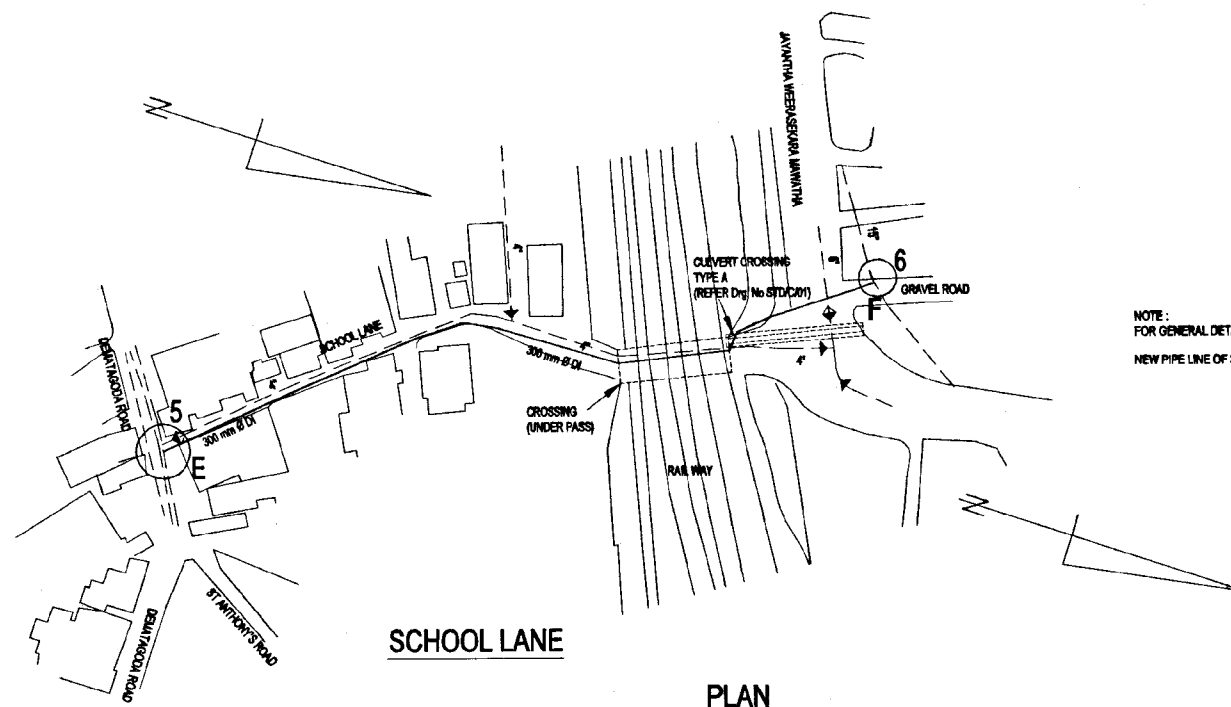 JAYANTHA WEERASEKARA MAWATHA
N
CULVERT CROSSING
TYPE A
(REFER Drg. No STD/C/01)
6
GRAVEL ROAD
F
NOTE :
FOR GENERAL DET
NEW PIPE LINE OF
SCHOOL LANE
4"
300 mm Ø DI
4"
DEMATAGODA ROAD
5
300 mm Ø DI
E
CROSSING
(UNDER PASS)
RAIL WAY
N
DEMATAGODA ROAD
ST ANTHONY'S ROAD
SCHOOL LANE
PLAN